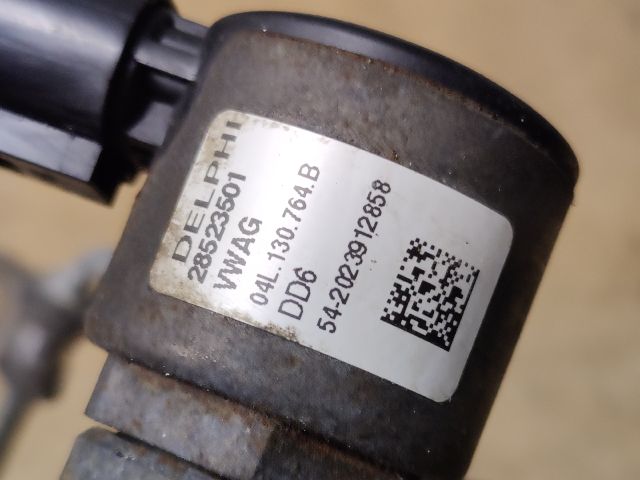 DELPHI
28523501
VWAG
04L.130.764.B
DD6
54-2023912858